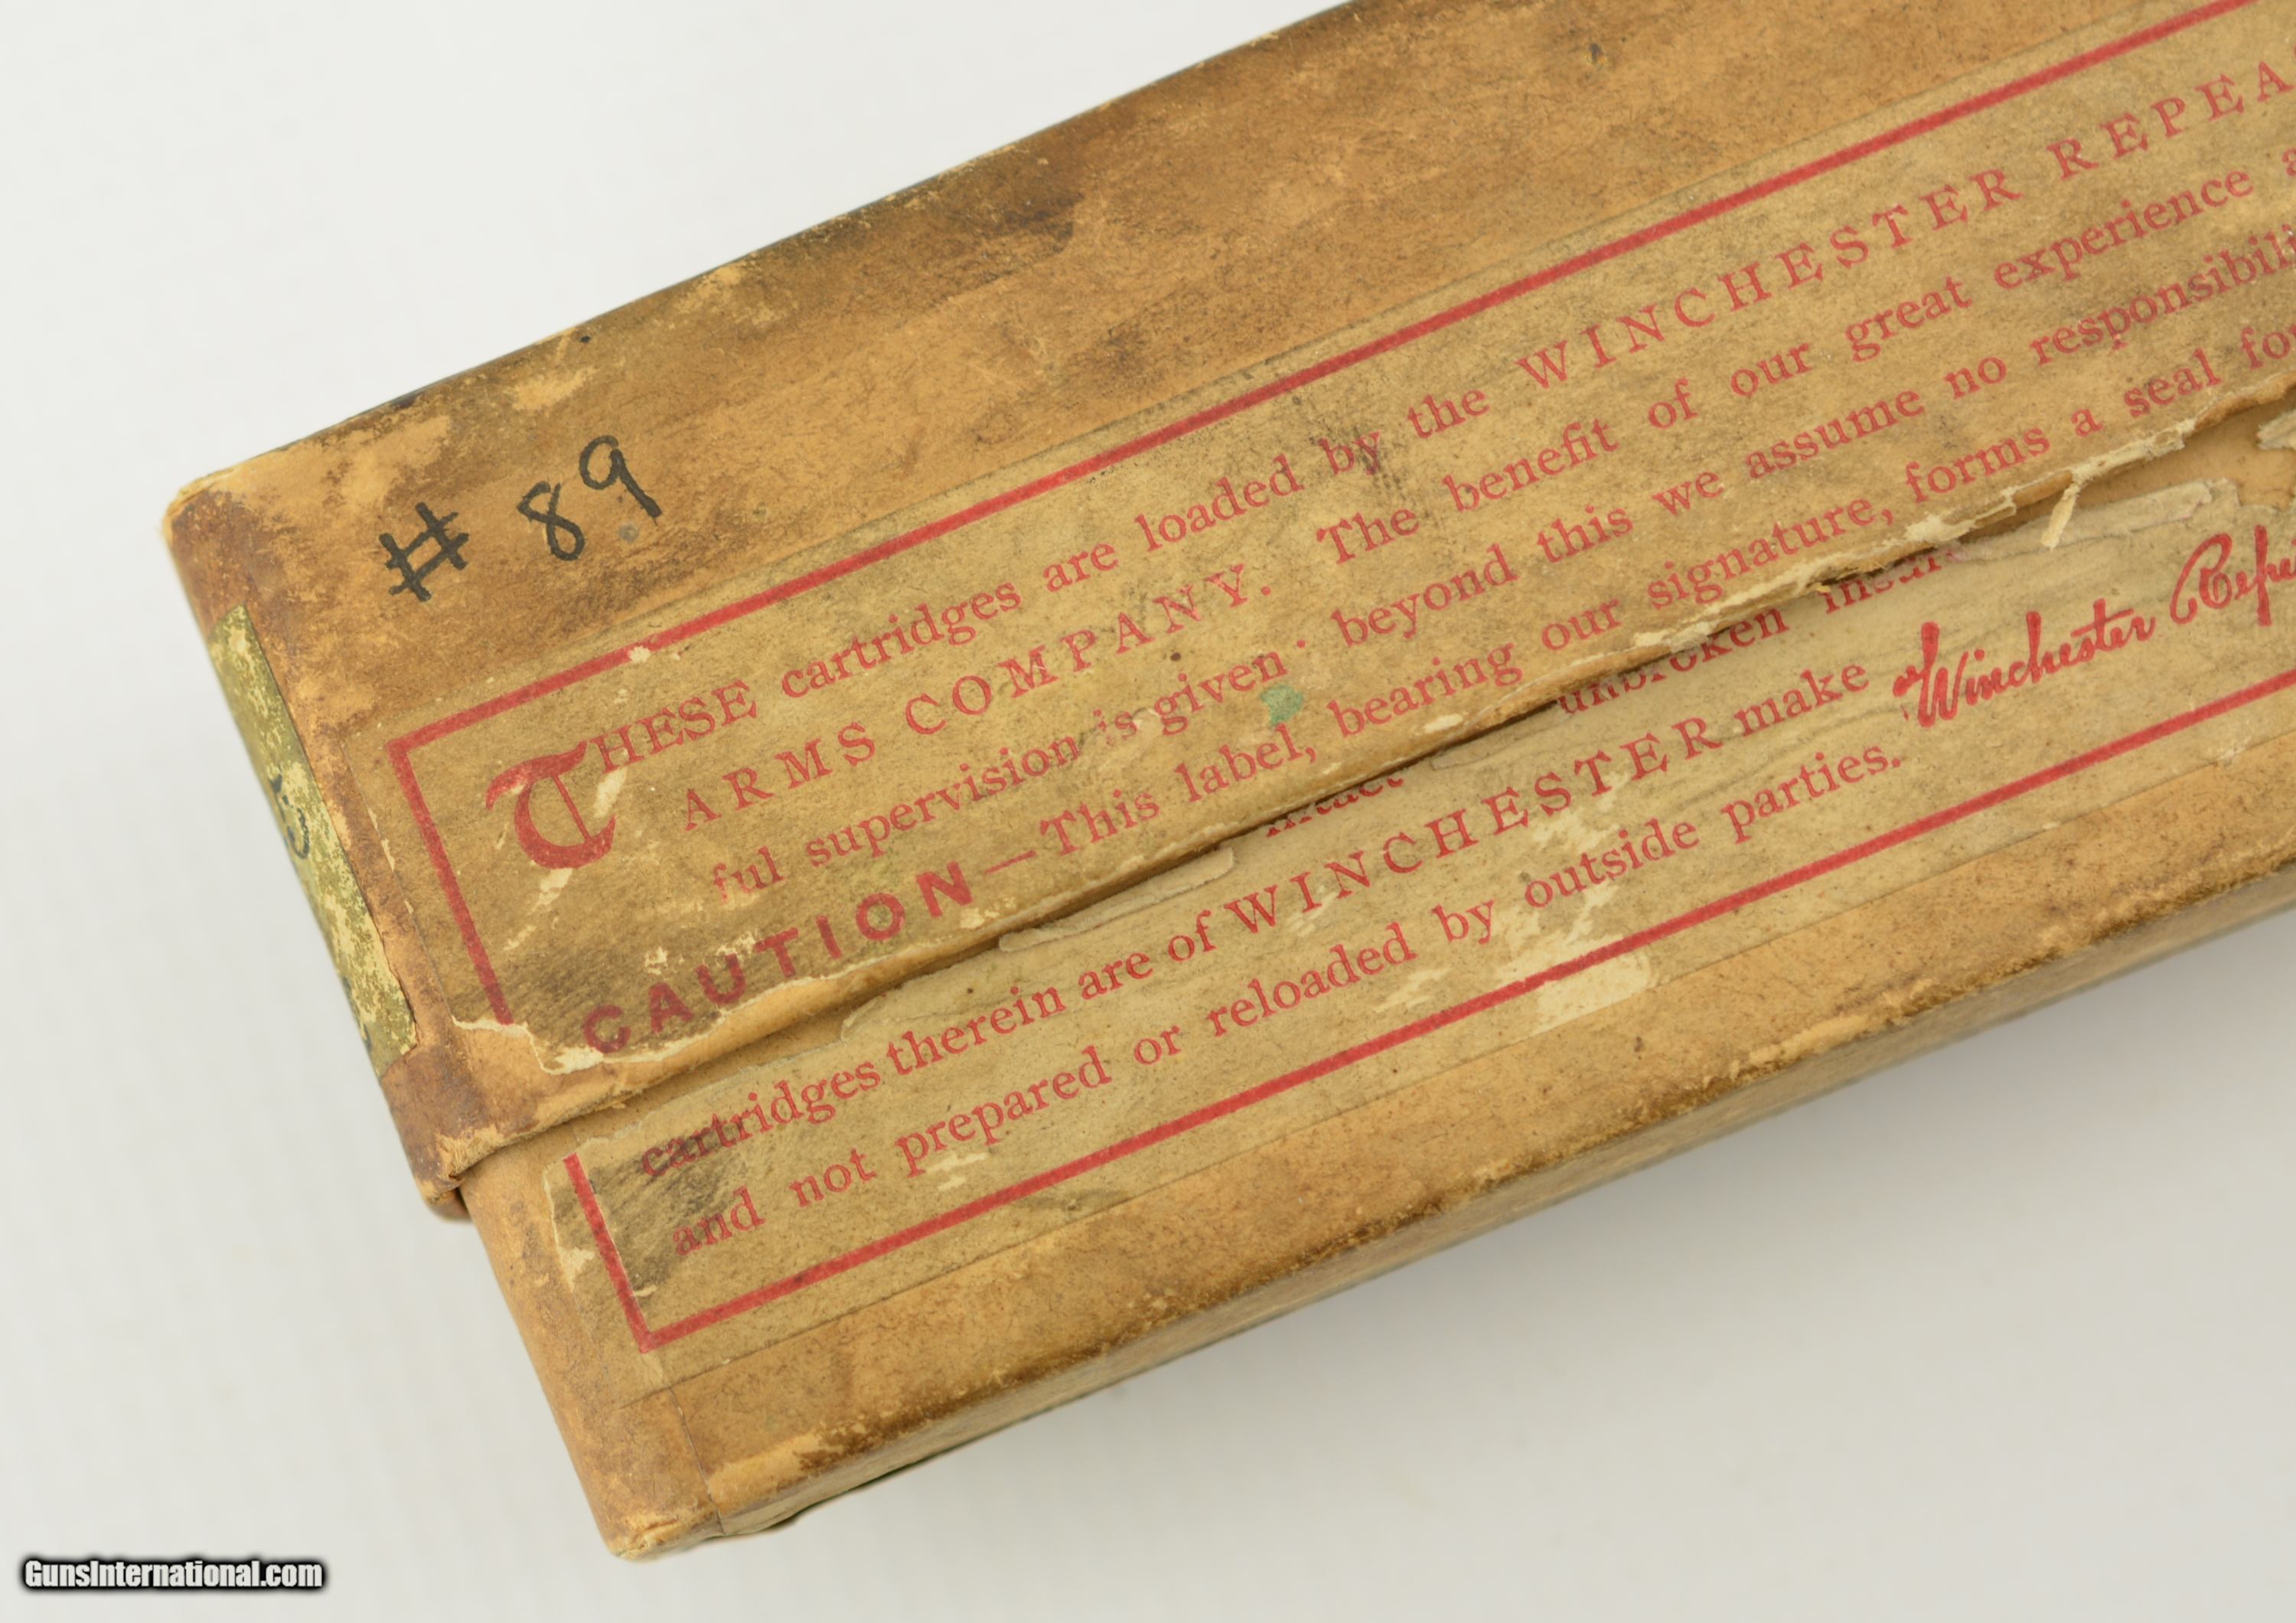 # 89
THESE cartridges are loaded by the WINCHESTER REPEA
ARMS COMPANY. The benefit of our great experience a
ful supervision is given · beyond this we assume no responsibili
CAUTION—This label, bearing our signature, forms a seal fo
intact unbroken
cartridges therein are of WINCHESTER make Winchester Repe
and not prepared or reloaded by outside parties.
GunsInternational.com